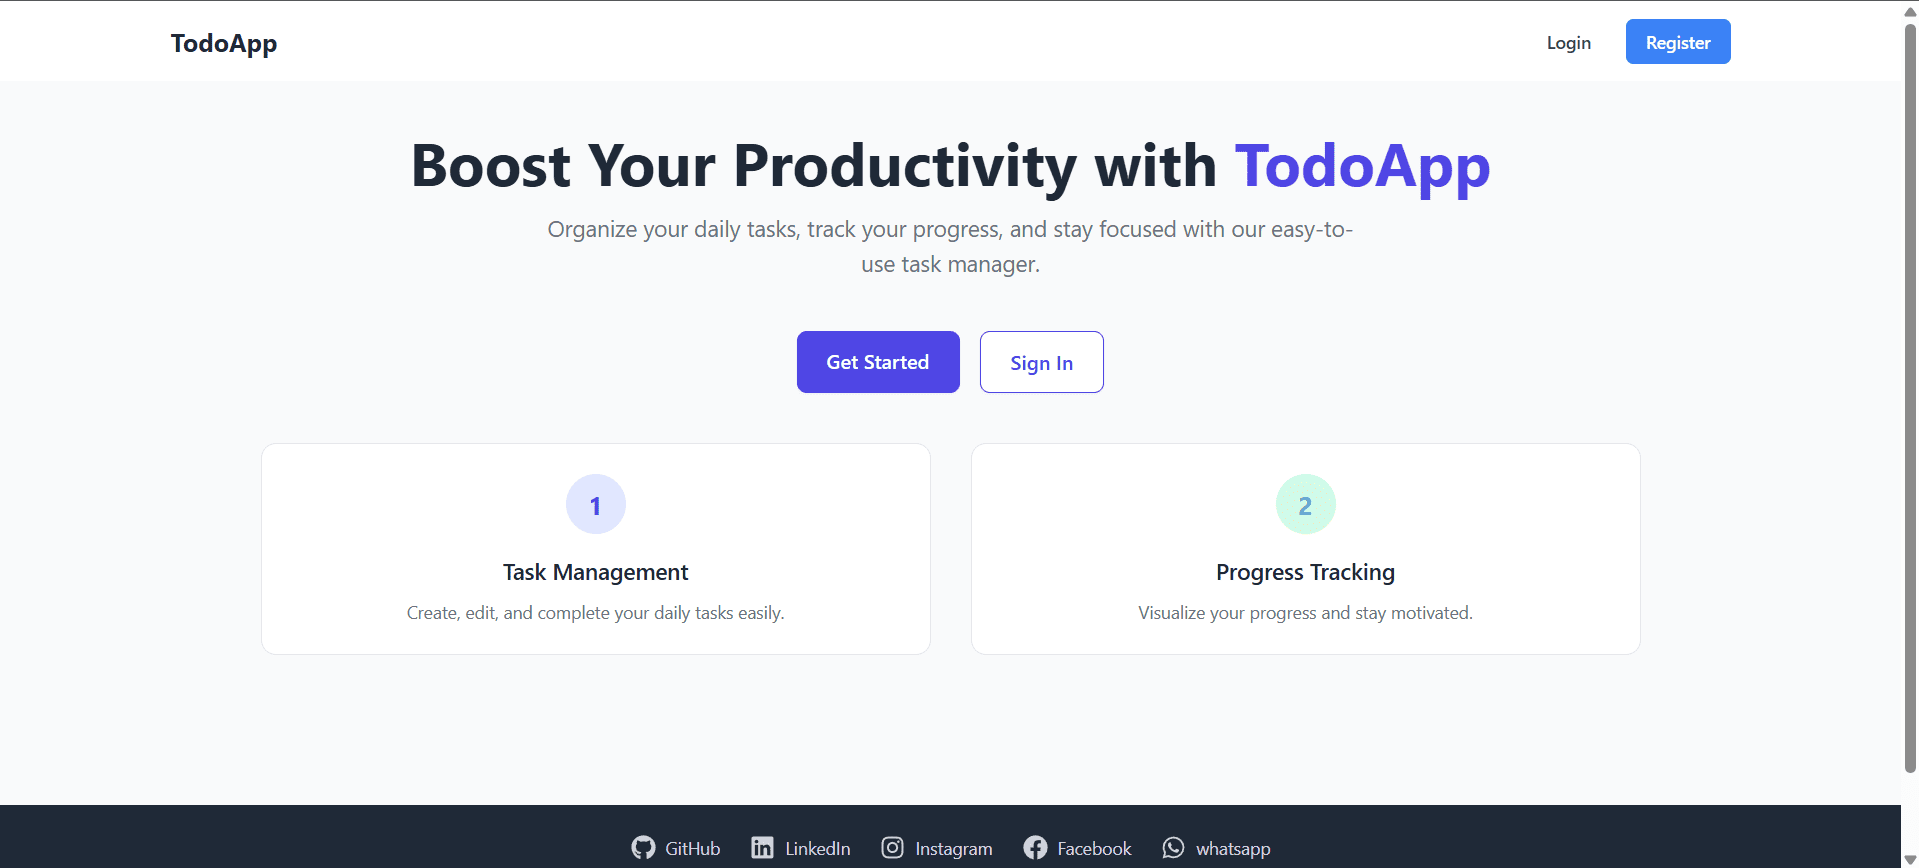 TodoApp
Login
Register
Boost Your Productivity with TodoApp
Organize your daily tasks, track your progress, and stay focused with our easy-to-
use task manager.
Get Started
Sign In
1
Task Management
Create, edit, and complete your daily tasks easily.
2
Progress Tracking
Visualize your progress and stay motivated.
GitHub
LinkedIn
Instagram
Facebook
whatsapp